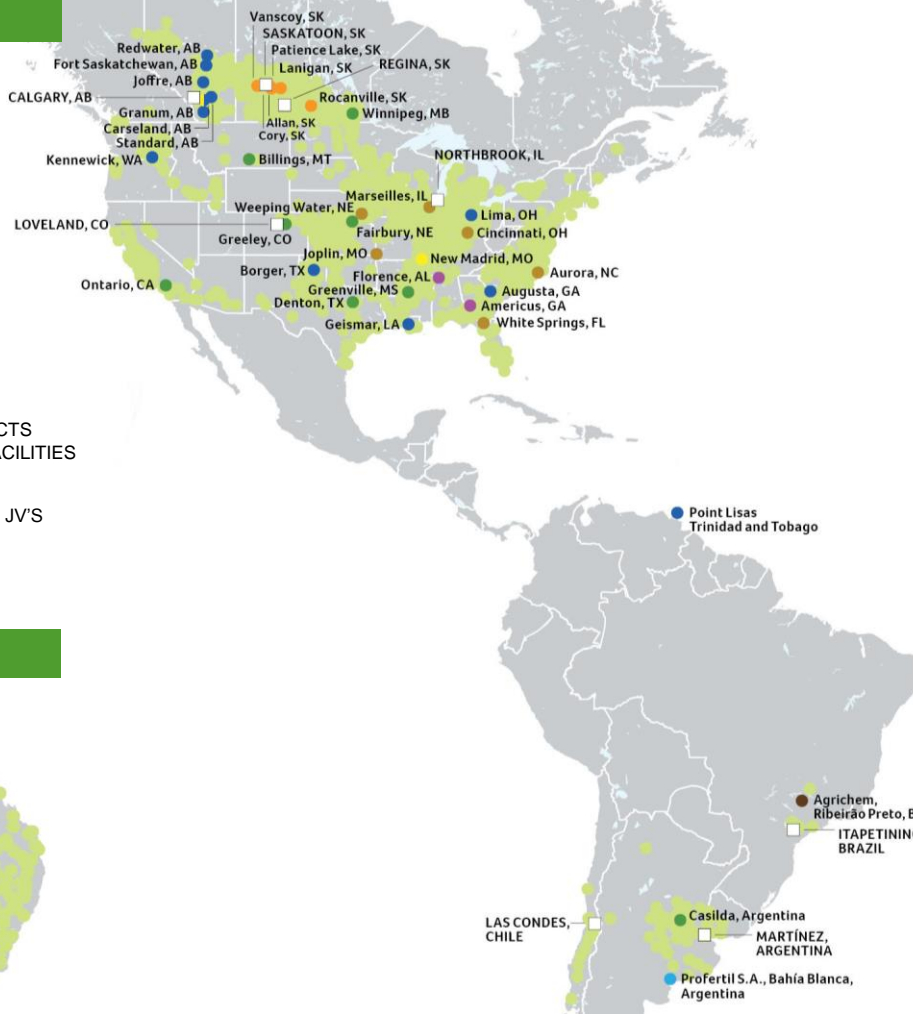 Vanscoy, SK
SASKATOON, SK
Patience Lake, SK
Lanigan, SK
REGINA, SK
Redwater, AB
Fort Saskatchewan, AB
Joffre, AB
CALGARY, AB
Granum, AB
Carseland, AB
Standard, AB
Rocanville, SK
Winnipeg, MB
Allan, SK
Cory, SK
Kennewick, WA
Billings, MT
NORTHBROOK, IL
Marseilles, IL
Weeping Water, NE
Lima, OH
LOVELAND, CO
Greeley, CO
Fairbury, NE
Cincinnati, OH
Joplin, MO
New Madrid, MO
Borger, TX
Florence, AL
Aurora, NC
Ontario, CA
Greenville, MS
Augusta, GA
Denton, TX
Americus, GA
Geismar, LA
White Springs, FL
CTS
CILITIES
JV'S
Point Lisas
Trinidad and Tobago
Agrichem,
Ribeirão Preto, B
ITAPETINING
BRAZIL
LAS CONDES,
CHILE
Casilda, Argentina
MARTÍNEZ,
ARGENTINA
Profertil S.A., Bahía Blanca,
Argentina